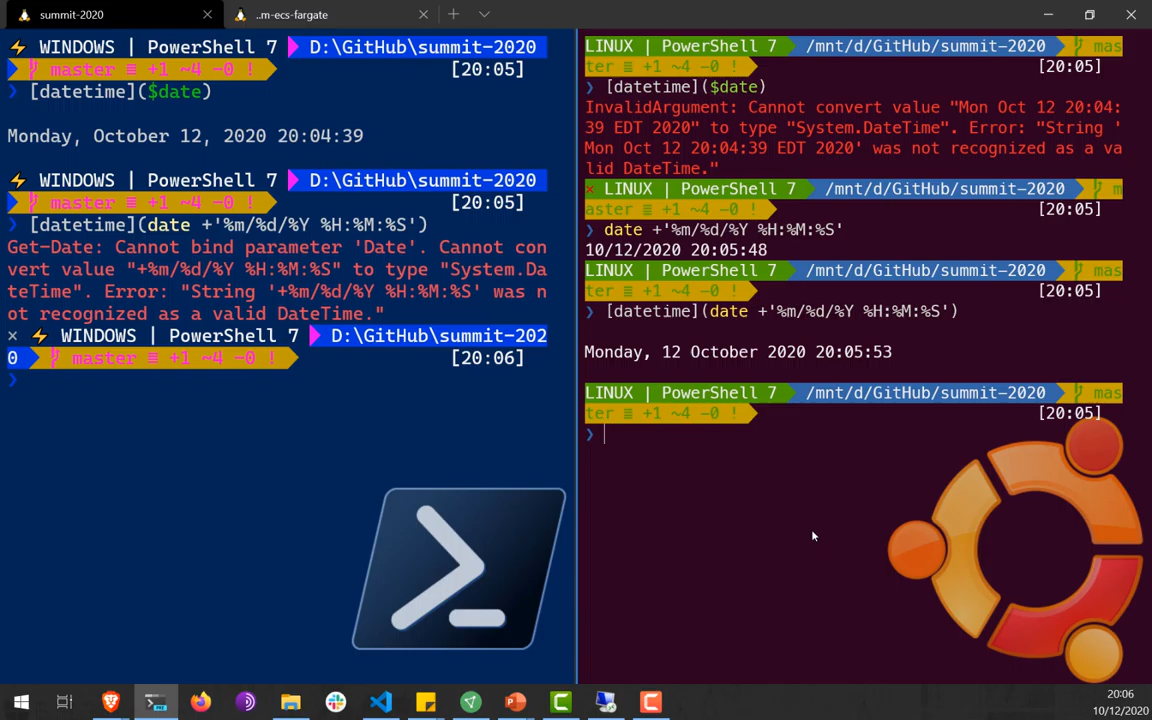 summit-2020
..m-ecs-fargate
⚡ WINDOWS | PowerShell 7 D:\GitHub\summit-2020
master ≡ +1 ~4 -0 ! [20:05]
❯ [datetime]($date)
Monday, October 12, 2020 20:04:39
⚡ WINDOWS | PowerShell 7 D:\GitHub\summit-2020
master ≡ +1 ~4 -0 ! [20:05]
❯ [datetime](date +'%m/%d/%Y %H:%M:%S')
Get-Date: Cannot bind parameter 'Date'. Cannot con
vert value "+%m/%d/%Y %H:%M:%S" to type "System.Da
teTime". Error: "String '+%m/%d/%Y %H:%M:%S' was n
ot recognized as a valid DateTime."
× ⚡ WINDOWS | PowerShell 7 D:\GitHub\summit-202
0 master ≡ +1 ~4 -0 ! [20:06]
❯
LINUX | PowerShell 7 /mnt/d/GitHub/summit-2020 mas
ter ≡ +1 ~4 -0 ! [20:05]
❯ [datetime]($date)
InvalidArgument: Cannot convert value "Mon Oct 12 20:04:
39 EDT 2020" to type "System.DateTime". Error: "String '
Mon Oct 12 20:04:39 EDT 2020' was not recognized as a va
lid DateTime."
× LINUX | PowerShell 7 /mnt/d/GitHub/summit-2020 m
aster ≡ +1 ~4 -0 ! [20:05]
❯ date +'%m/%d/%Y %H:%M:%S'
10/12/2020 20:05:48
LINUX | PowerShell 7 /mnt/d/GitHub/summit-2020 mas
ter ≡ +1 ~4 -0 ! [20:05]
❯ [datetime](date +'%m/%d/%Y %H:%M:%S')
Monday, 12 October 2020 20:05:53
LINUX | PowerShell 7 /mnt/d/GitHub/summit-2020 mas
ter ≡ +1 ~4 -0 ! [20:05]
❯
20:06
10/12/2020